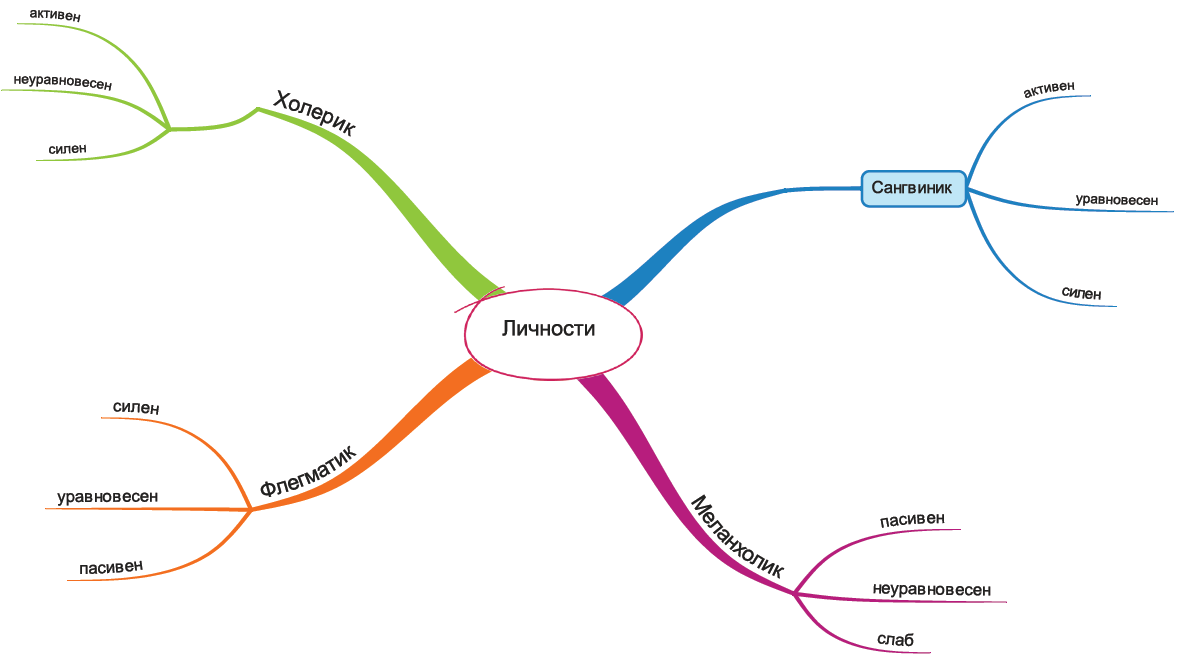 Личности
Холерик
активен
неуравновесен
силен
Сангвиник
активен
уравновесен
силен
Флегматик
силен
уравновесен
пасивен
Меланхолик
пасивен
неуравновесен
слаб